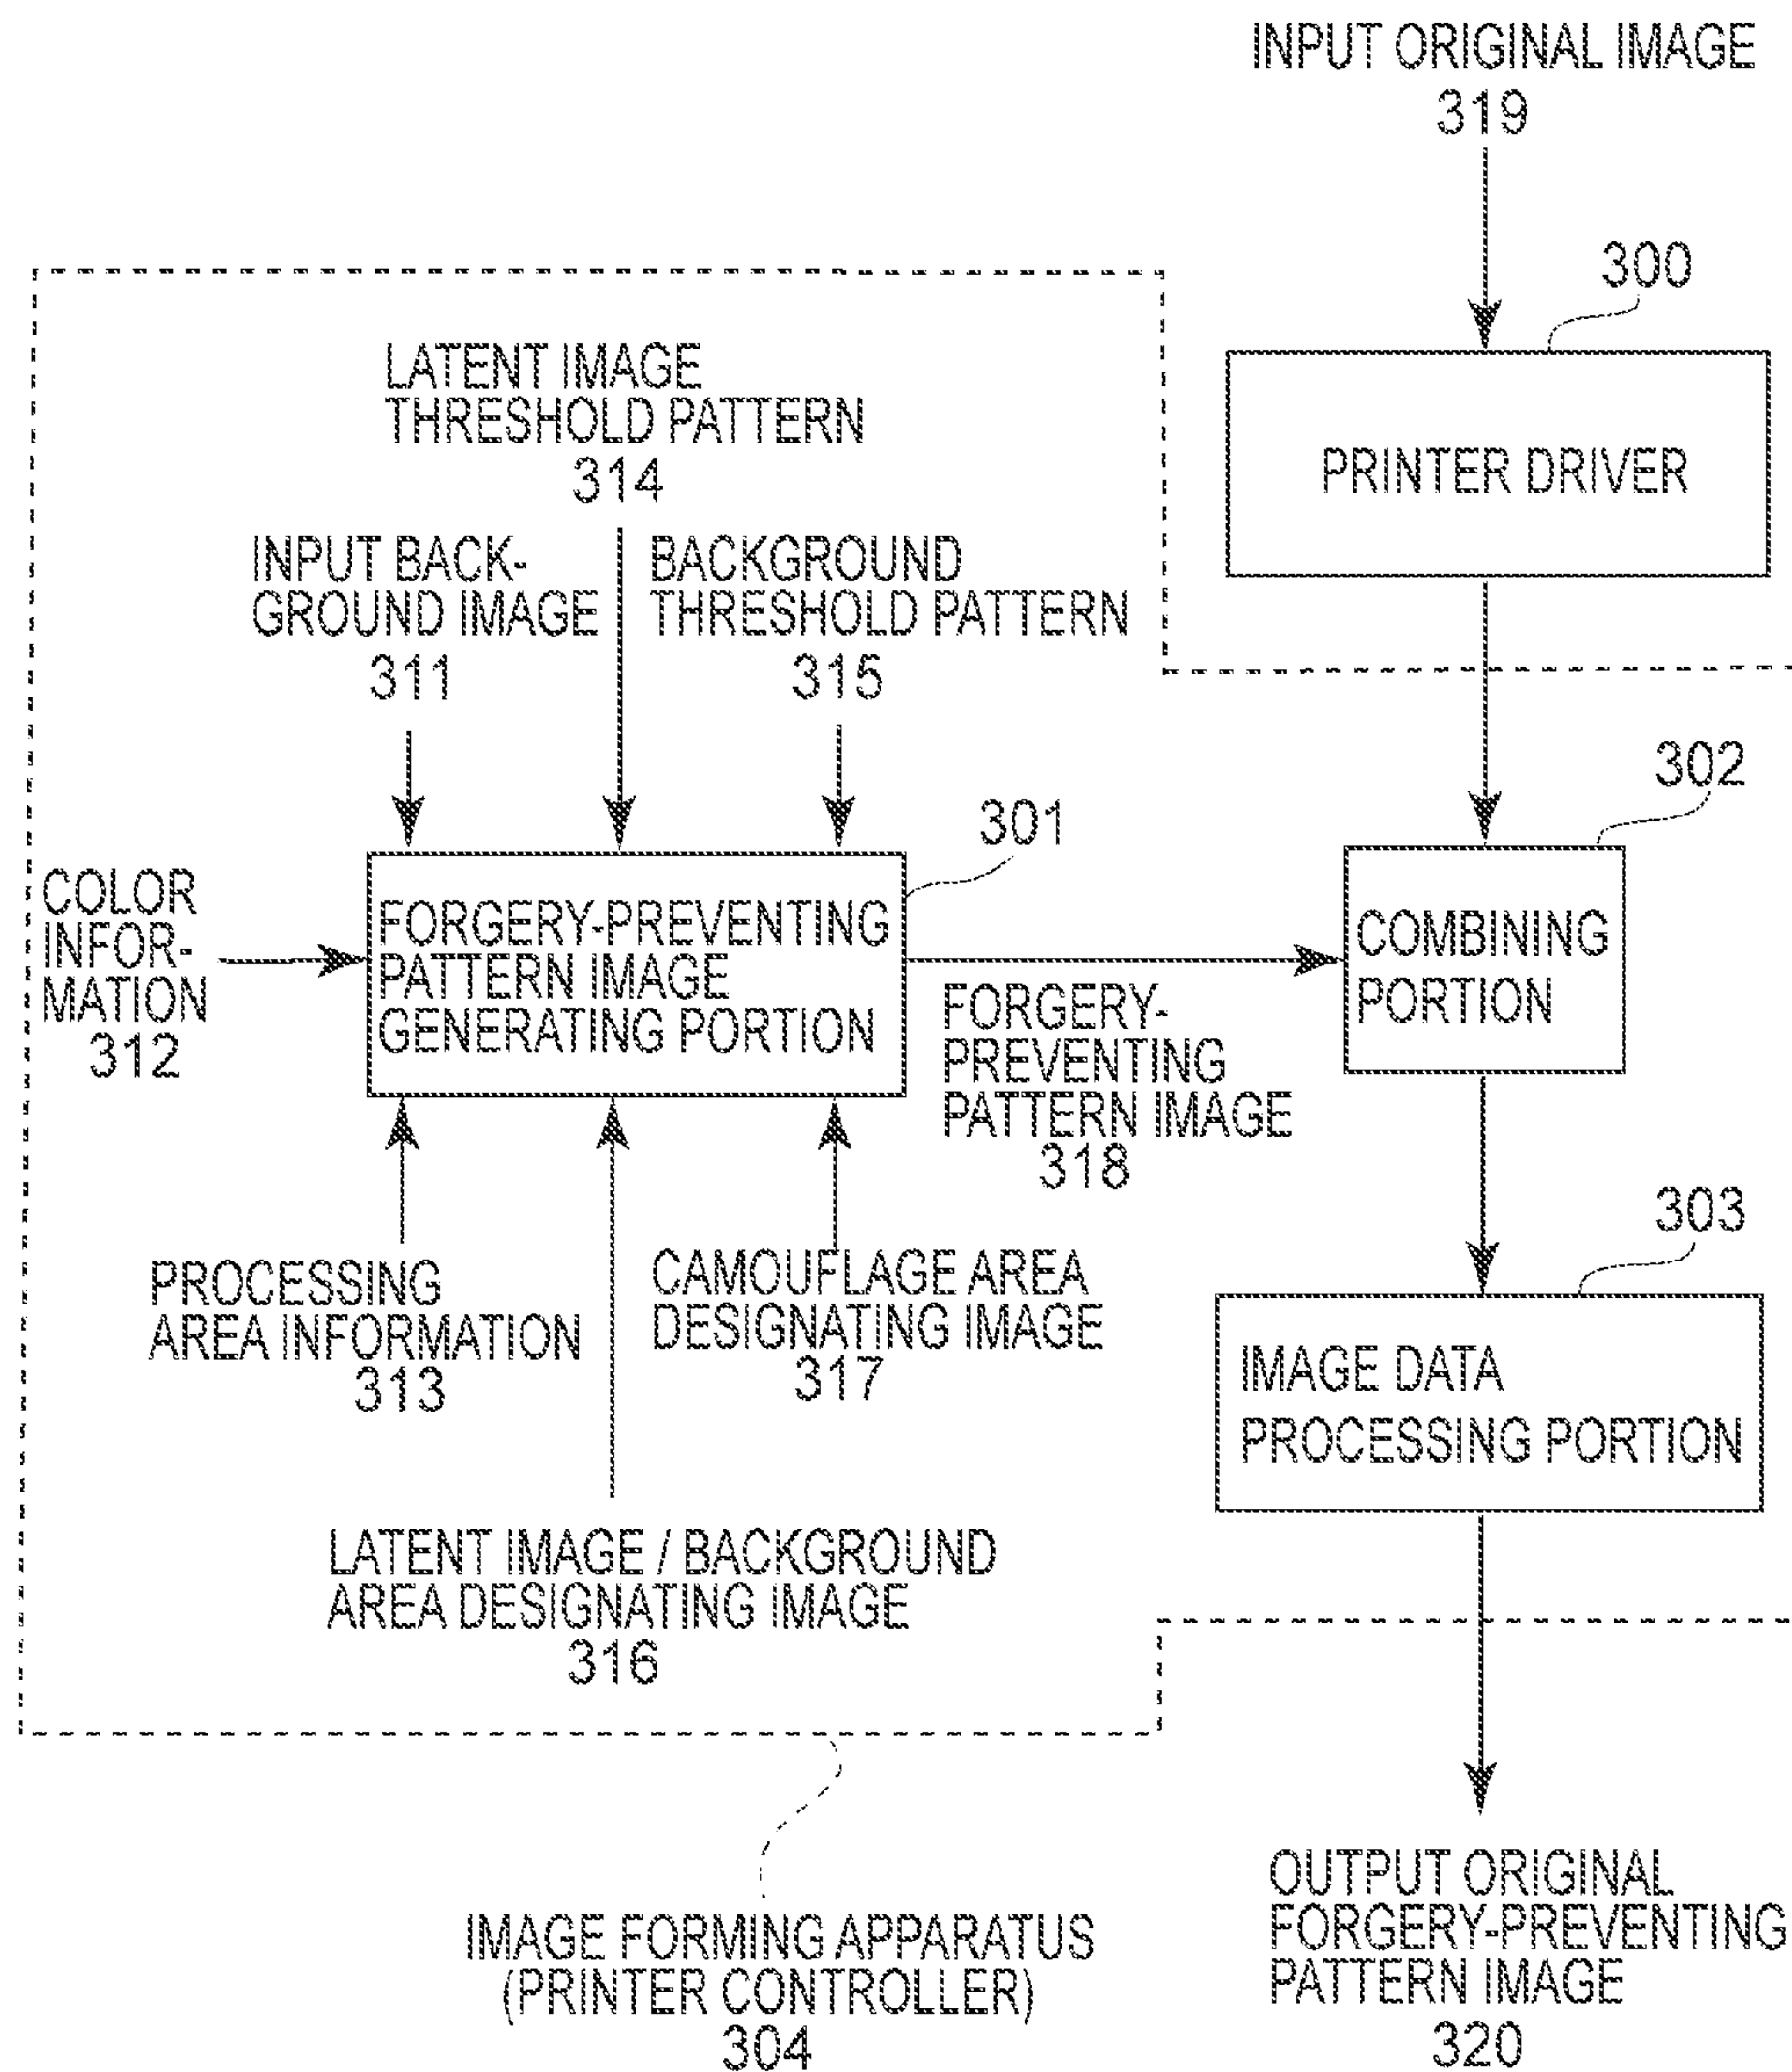 INPUT ORIGINAL IMAGE
319
300
PRINTER DRIVER
LATENT IMAGE
THRESHOLD PATTERN
314
INPUT BACK-
GROUND IMAGE
311
BACKGROUND
THRESHOLD PATTERN
315
302
301
COLOR
INFOR-
MATION
312
FORGERY-PREVENTING
PATTERN IMAGE
GENERATING PORTION
COMBINING
PORTION
FORGERY-
PREVENTING
PATTERN IMAGE
318
303
PROCESSING
AREA INFORMATION
313
CAMOUFLAGE AREA
DESIGNATING IMAGE
317
IMAGE DATA
PROCESSING PORTION
LATENT IMAGE / BACKGROUND
AREA DESIGNATING IMAGE
316
IMAGE FORMING APPARATUS
(PRINTER CONTROLLER)
304
OUTPUT ORIGINAL
FORGERY-PREVENTING
PATTERN IMAGE
320